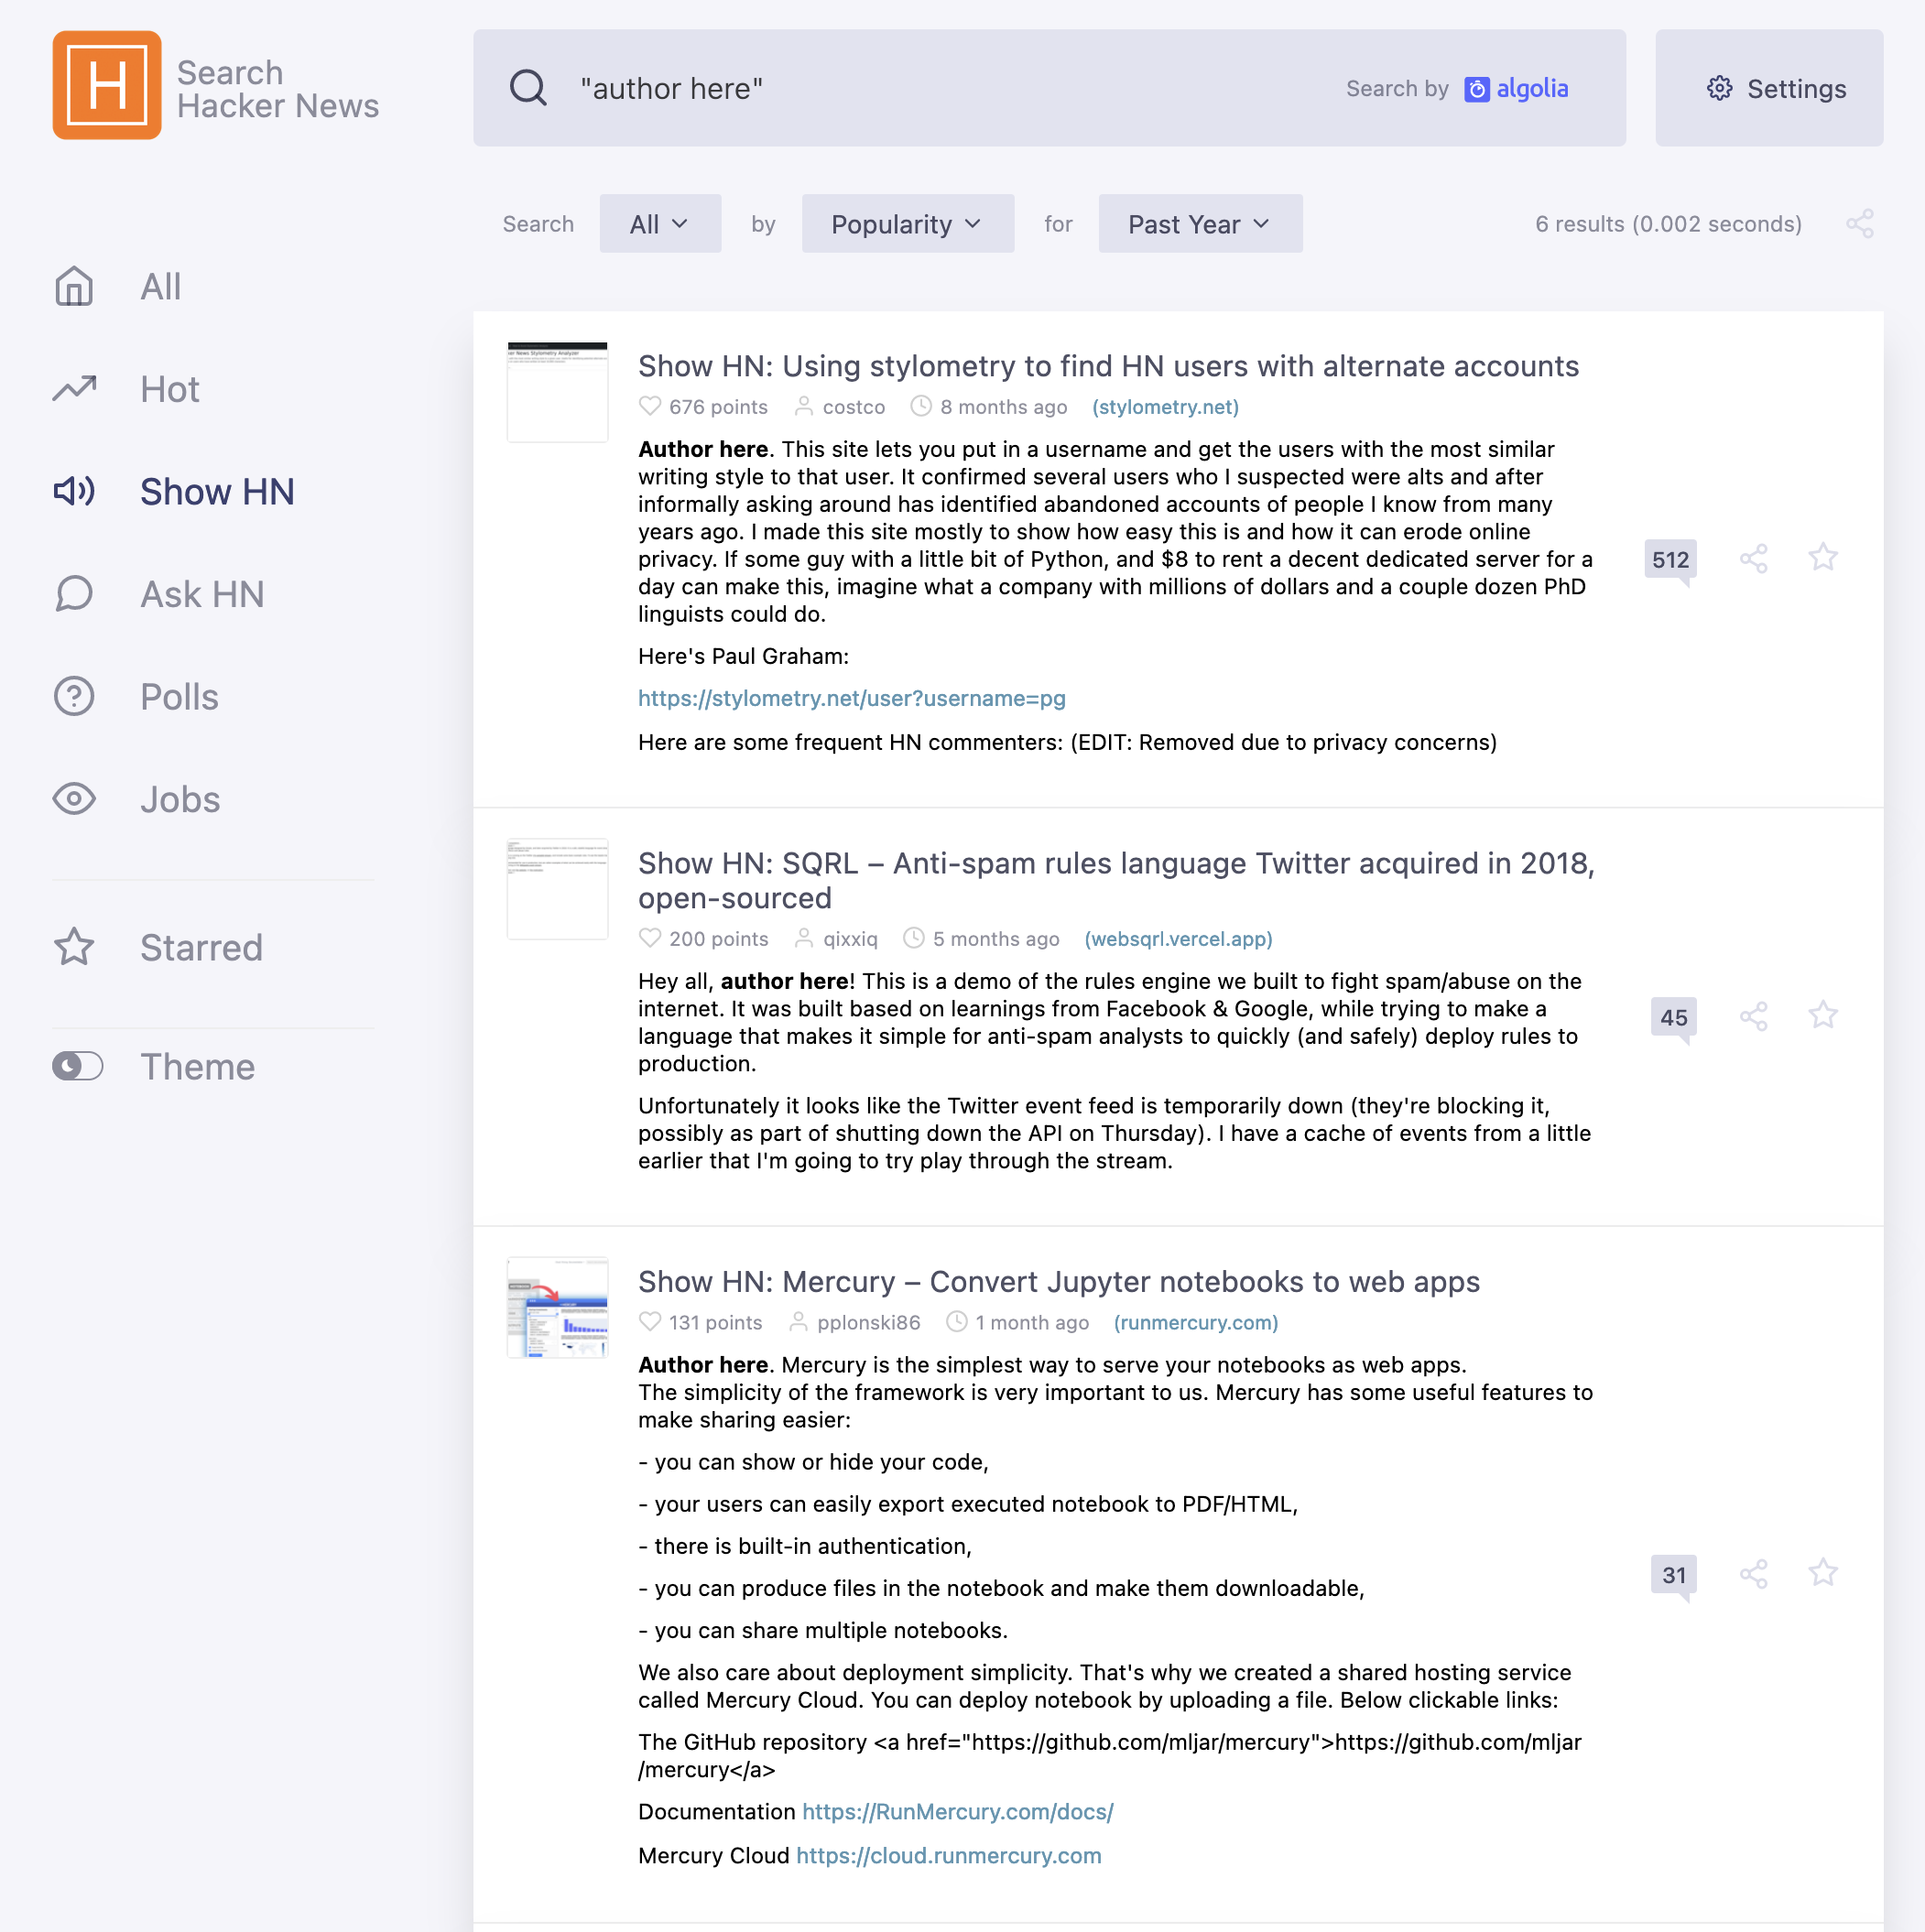 H
Search
Hacker News
"author here"
Search by algolia
Settings
Search All by Popularity for Past Year 6 results (0.002 seconds)
All
Hot
Show HN
Ask HN
Polls
Jobs
Starred
Theme
Show HN: Using stylometry to find HN users with alternate accounts
676 points costco 8 months ago (stylometry.net)
Author here. This site lets you put in a username and get the users with the most similar
writing style to that user. It confirmed several users who I suspected were alts and after
informally asking around has identified abandoned accounts of people I know from many
years ago. I made this site mostly to show how easy this is and how it can erode online
privacy. If some guy with a little bit of Python, and $8 to rent a decent dedicated server for a
day can make this, imagine what a company with millions of dollars and a couple dozen PhD
linguists could do.
Here's Paul Graham:
https://stylometry.net/user?username=pg
Here are some frequent HN commenters: (EDIT: Removed due to privacy concerns)
512
Show HN: SQRL – Anti-spam rules language Twitter acquired in 2018,
open-sourced
200 points qixxiq 5 months ago (websqrl.vercel.app)
Hey all, author here! This is a demo of the rules engine we built to fight spam/abuse on the
internet. It was built based on learnings from Facebook & Google, while trying to make a
language that makes it simple for anti-spam analysts to quickly (and safely) deploy rules to
production.
Unfortunately it looks like the Twitter event feed is temporarily down (they're blocking it,
possibly as part of shutting down the API on Thursday). I have a cache of events from a little
earlier that I'm going to try play through the stream.
45
Show HN: Mercury – Convert Jupyter notebooks to web apps
131 points pplonski86 1 month ago (runmercury.com)
Author here. Mercury is the simplest way to serve your notebooks as web apps.
The simplicity of the framework is very important to us. Mercury has some useful features to
make sharing easier:
- you can show or hide your code,
- your users can easily export executed notebook to PDF/HTML,
- there is built-in authentication,
- you can produce files in the notebook and make them downloadable,
- you can share multiple notebooks.
We also care about deployment simplicity. That's why we created a shared hosting service
called Mercury Cloud. You can deploy notebook by uploading a file. Below clickable links:
The GitHub repository <a href="https://github.com/mljar/mercury">https://github.com/mljar
/mercury</a>
Documentation https://RunMercury.com/docs/
Mercury Cloud https://cloud.runmercury.com
31